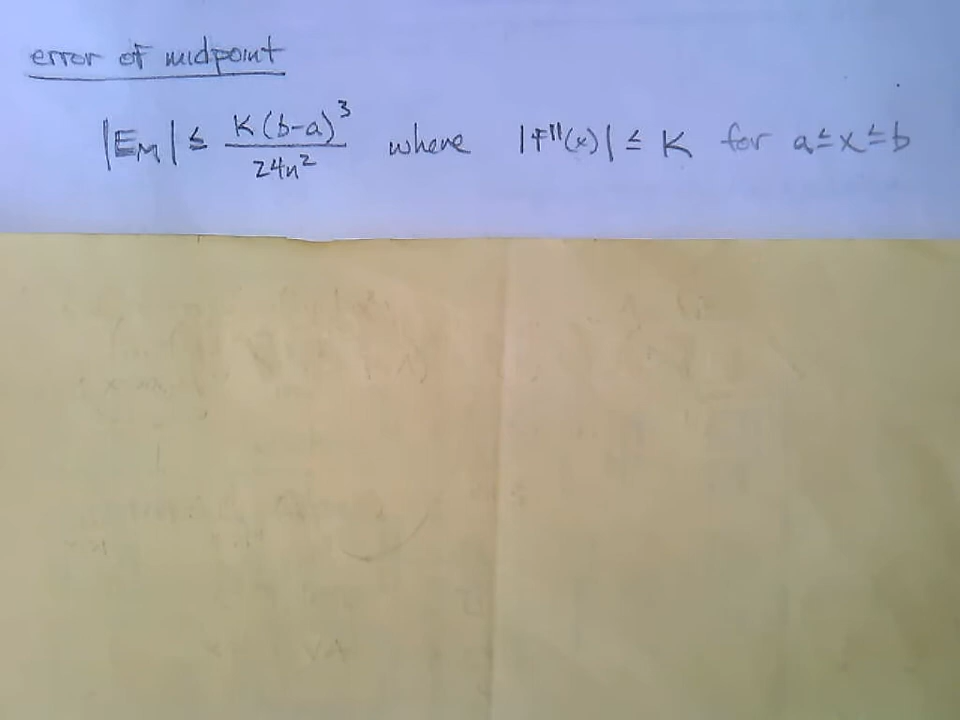 error of midpoint
|E_M| ≤ K(b-a)^3 / 24n^2 where |f''(x)| ≤ K for a≤x≤b